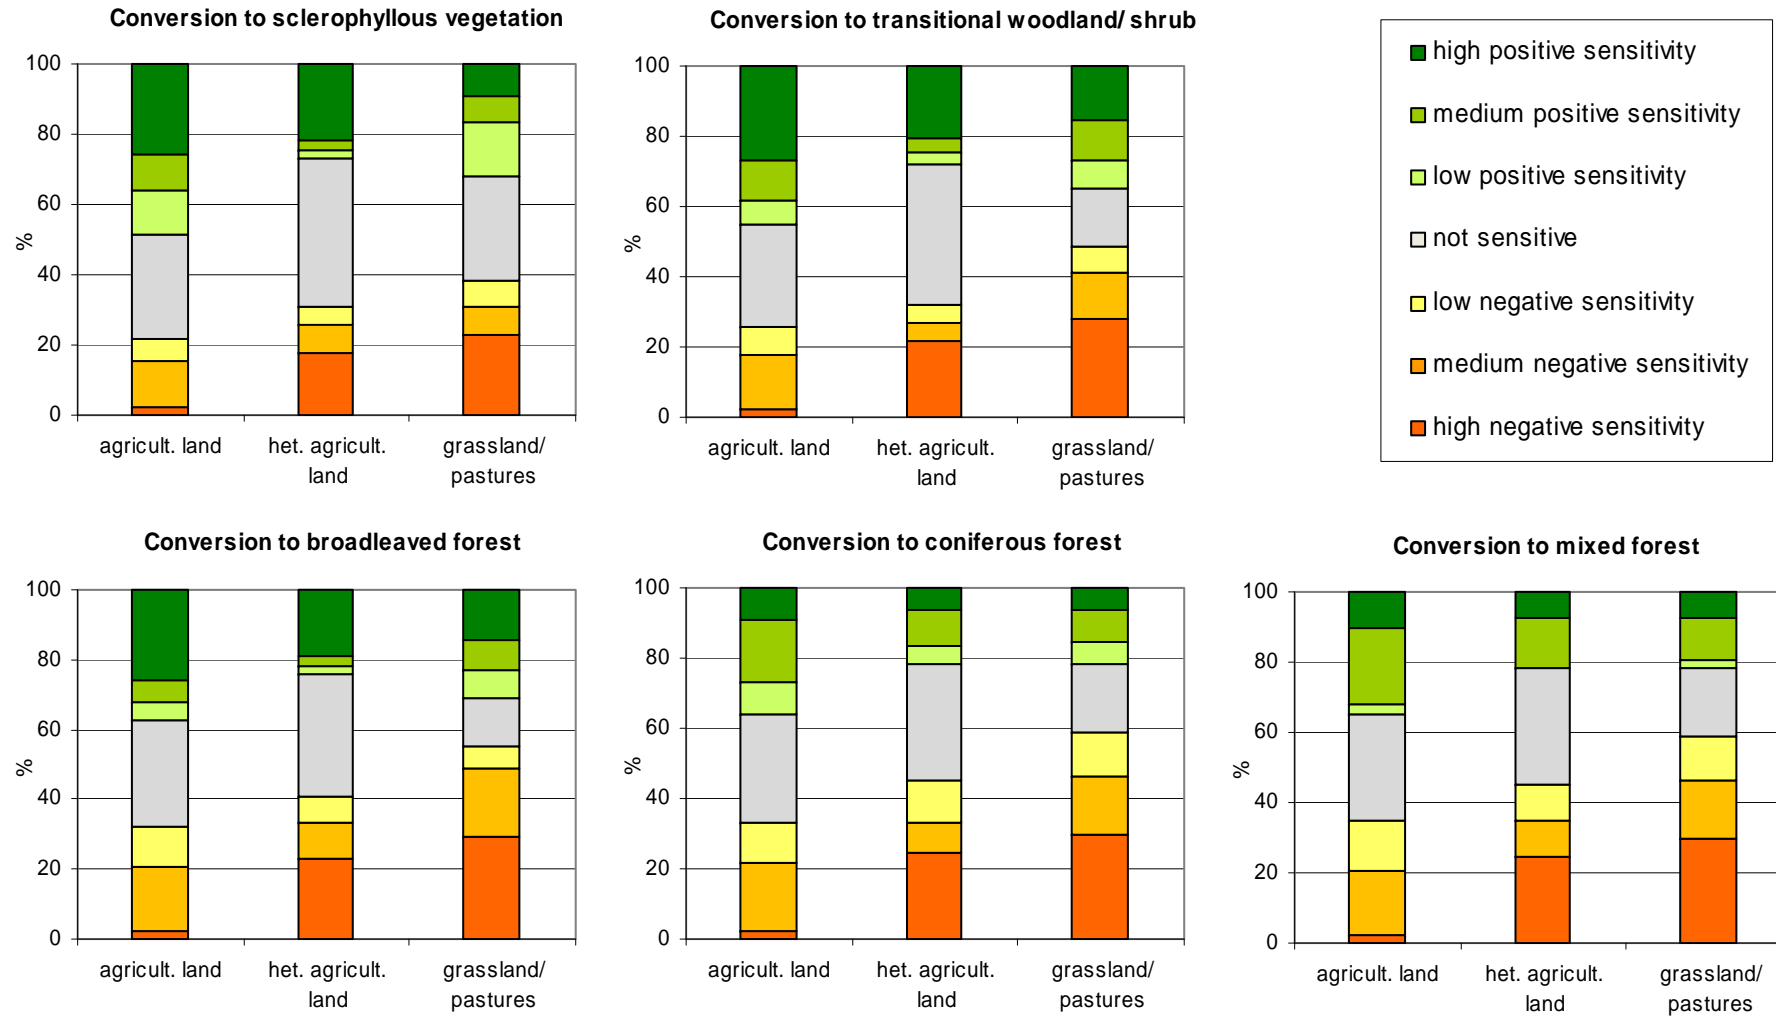 Conversion to sclerophyllous vegetation
100
80
60
40
20
0
%
agricult. land
het. agricult.
land
grassland/
pastures
Conversion to transitional woodland/ shrub
100
80
60
40
20
0
%
agricult. land
het. agricult.
land
grassland/
pastures
high positive sensitivity
medium positive sensitivity
low positive sensitivity
not sensitive
low negative sensitivity
medium negative sensitivity
high negative sensitivity
Conversion to broadleaved forest
100
80
60
40
20
0
%
agricult. land
het. agricult.
land
grassland/
pastures
Conversion to coniferous forest
100
80
60
40
20
0
%
agricult. land
het. agricult.
land
grassland/
pastures
Conversion to mixed forest
100
80
60
40
20
0
%
agricult. land
het. agricult.
land
grassland/
pastures